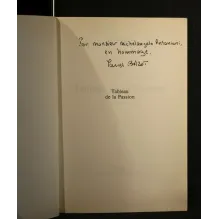 Pour monsieur Michelangelo Antonioni,
en hommage.
Tableau
de la Passion